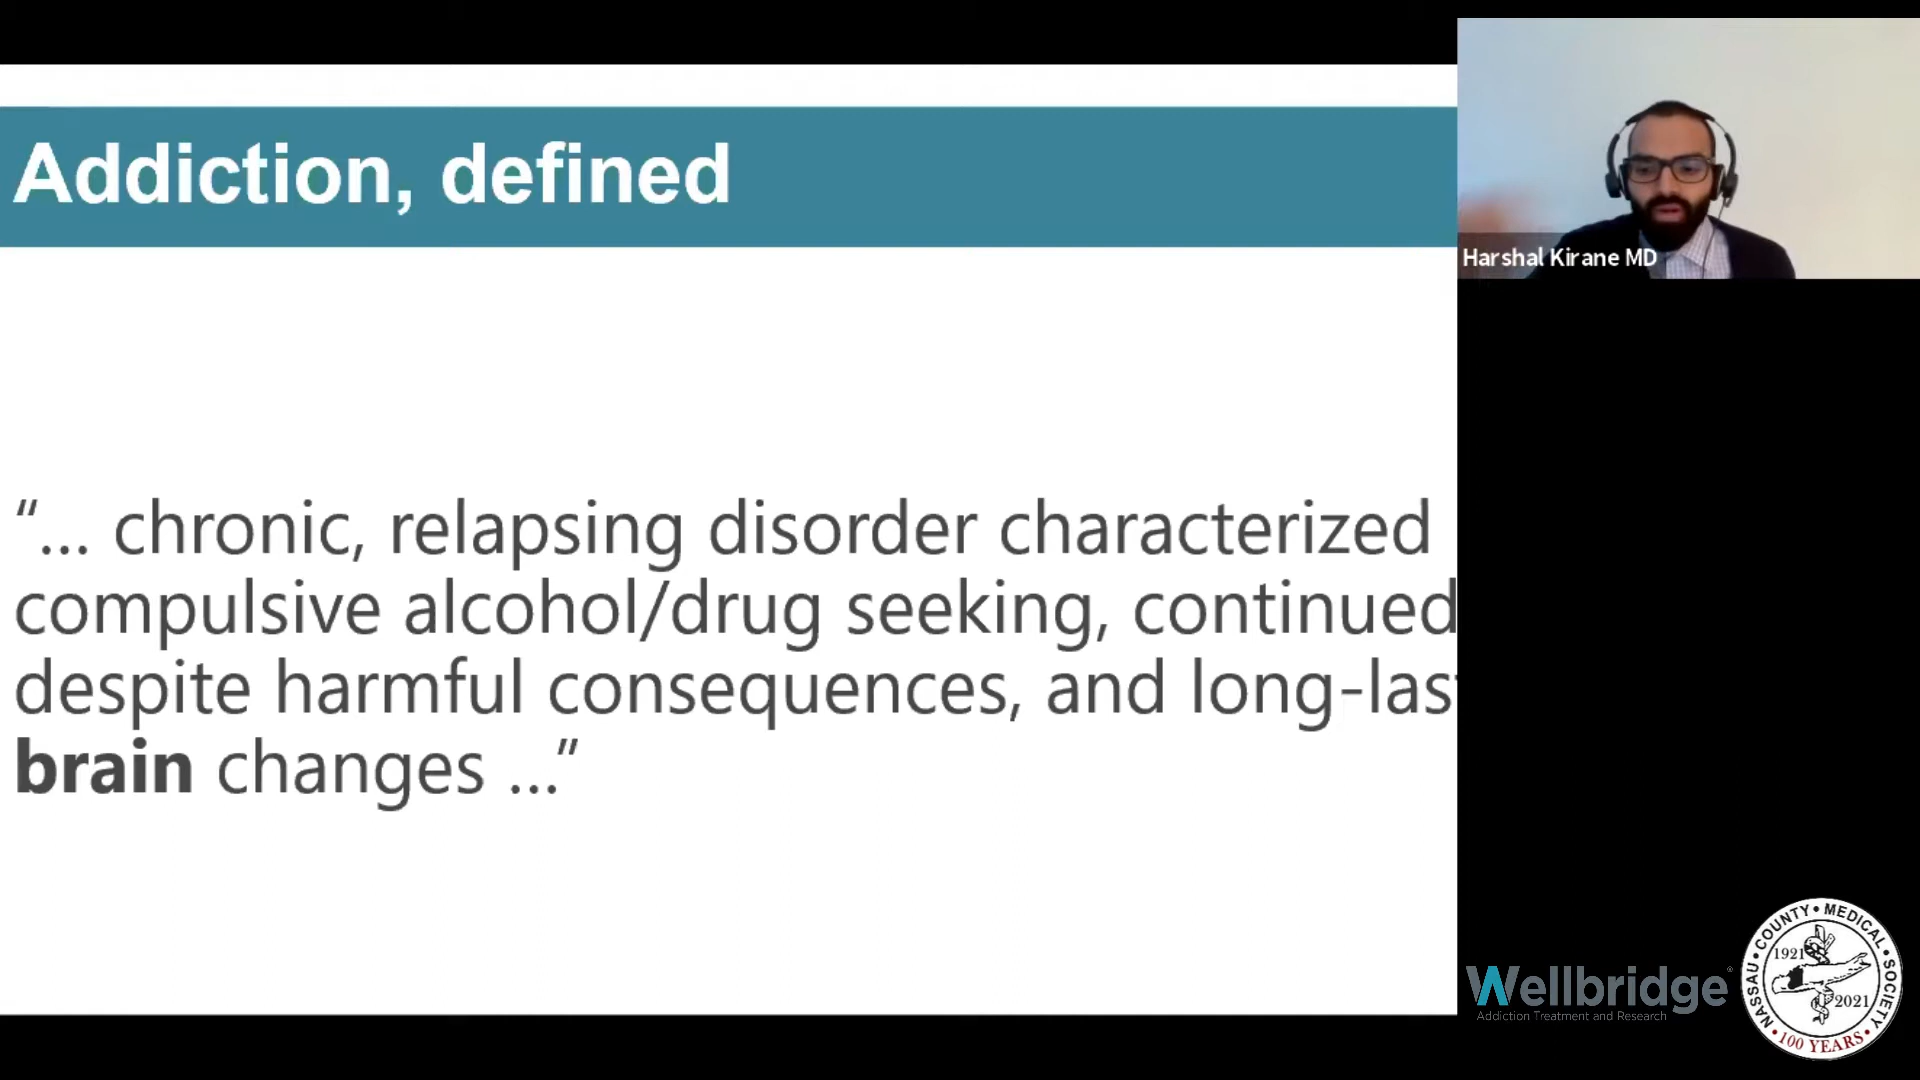 Addiction, defined
“… chronic, relapsing disorder characterized
compulsive alcohol/drug seeking, continued
despite harmful consequences, and long-las
brain changes …”
Harshal Kirane MD
Wellbridge
Addiction Treatment and Research
NASSAU • COUNTY • MEDICAL • SOCIETY
1921
2021
• 100 YEARS •